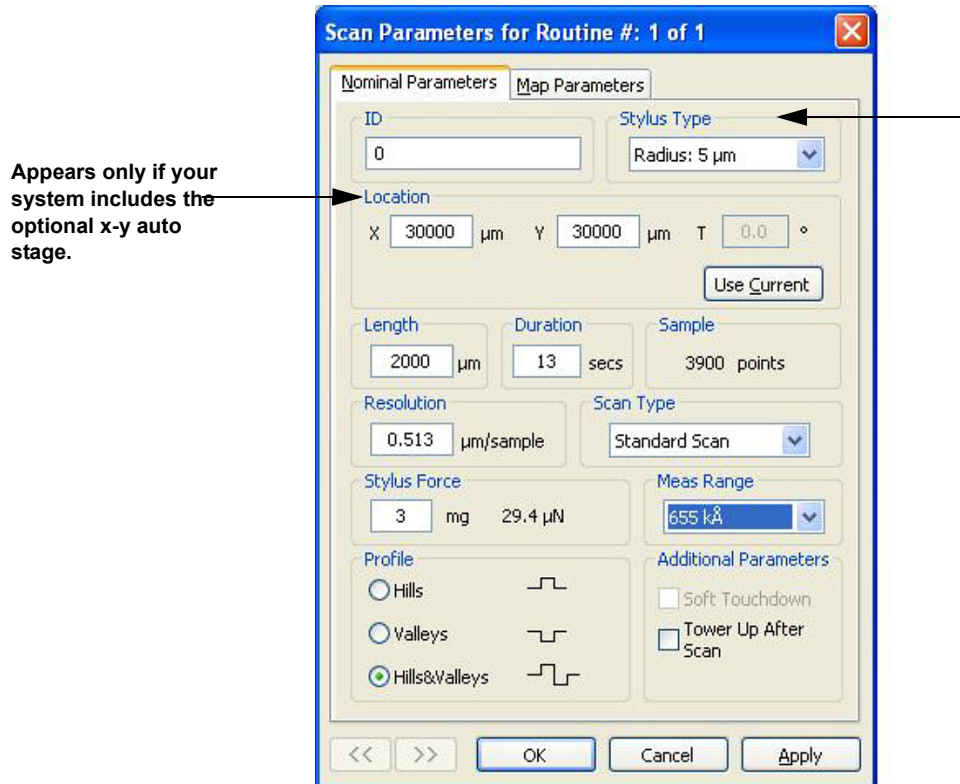 Scan Parameters for Routine #: 1 of 1
Nominal Parameters Map Parameters
ID Stylus Type
0 Radius: 5 µm
Appears only if your
system includes the
optional x-y auto
stage.
Location
X 30000 µm Y 30000 µm T 0.0 °
Use Current
Length Duration Sample
2000 µm 13 secs 3900 points
Resolution Scan Type
0.513 µm/sample Standard Scan
Stylus Force Meas Range
3 mg 29.4 µN 655 kÅ
Profile Additional Parameters
Hills Soft Touchdown
Valleys Tower Up After
Scan
Hills&Valleys
<< >> OK Cancel Apply